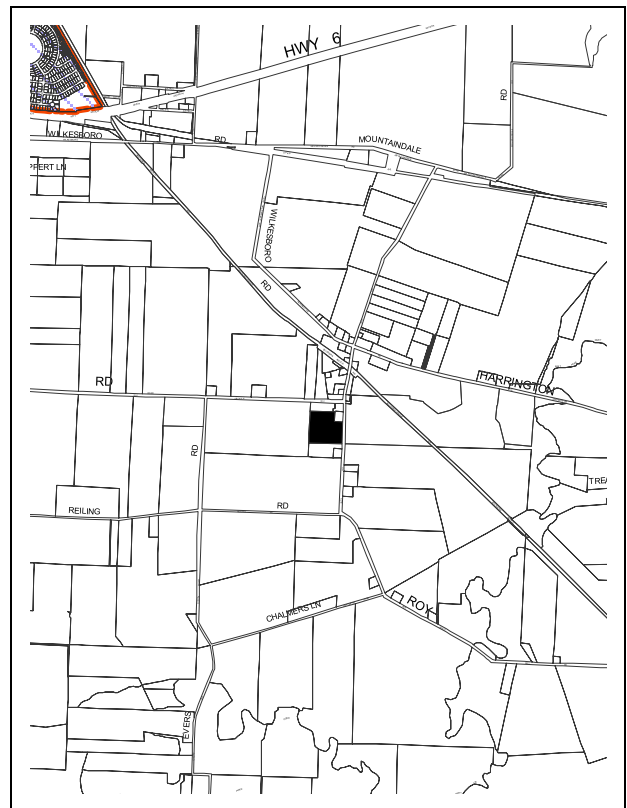 HWY 6
RD
WILKESBORO
RD
MOUNTAINDALE
PPERT LN
WILKESBORO
RD
RD
HARRINGTON
RD
TREA
REILING
RD
CHALMERS LN
ROY
EVERS